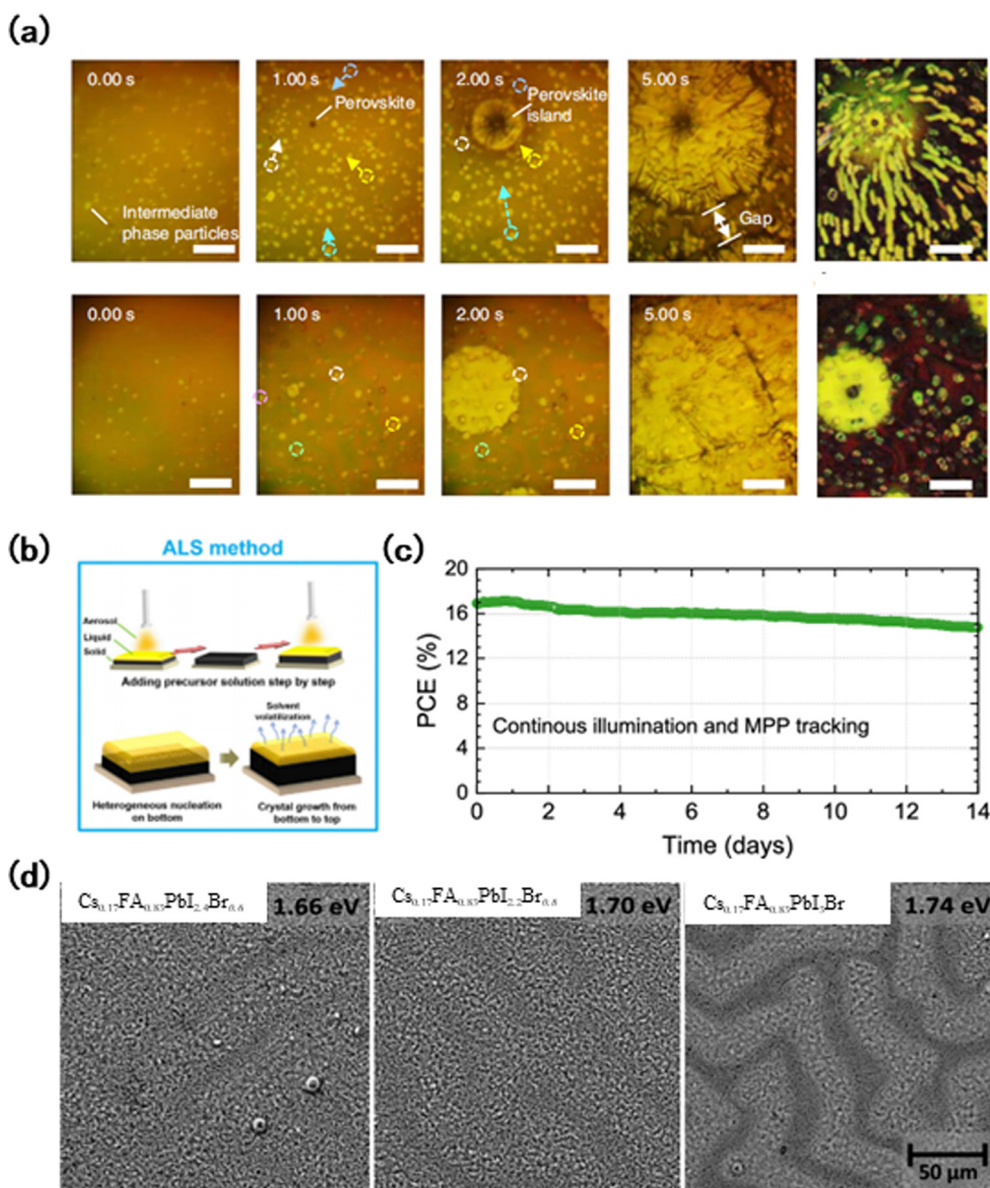 (a)
0.00 s
1.00 s
2.00 s
5.00 s
Perovskite
Perovskite
island
Intermediate
phase particles
Gap
0.00 s
1.00 s
2.00 s
5.00 s
(b)
ALS method
Aerosol
Liquid
Solid
Adding precursor solution step by step
Solvent
volatilization
Heterogeneous nucleation
on bottom
Crystal growth from
bottom to top
(c)
20
16
12
8
4
0
PCE (%)
Continous illumination and MPP tracking
0 2 4 6 8 10 12 14
Time (days)
(d)
Cs0.17FA0.83PbI2.4Br0.6
1.66 eV
Cs0.17FA0.83PbI2.2Br0.8
1.70 eV
1.74 eV
50 µm